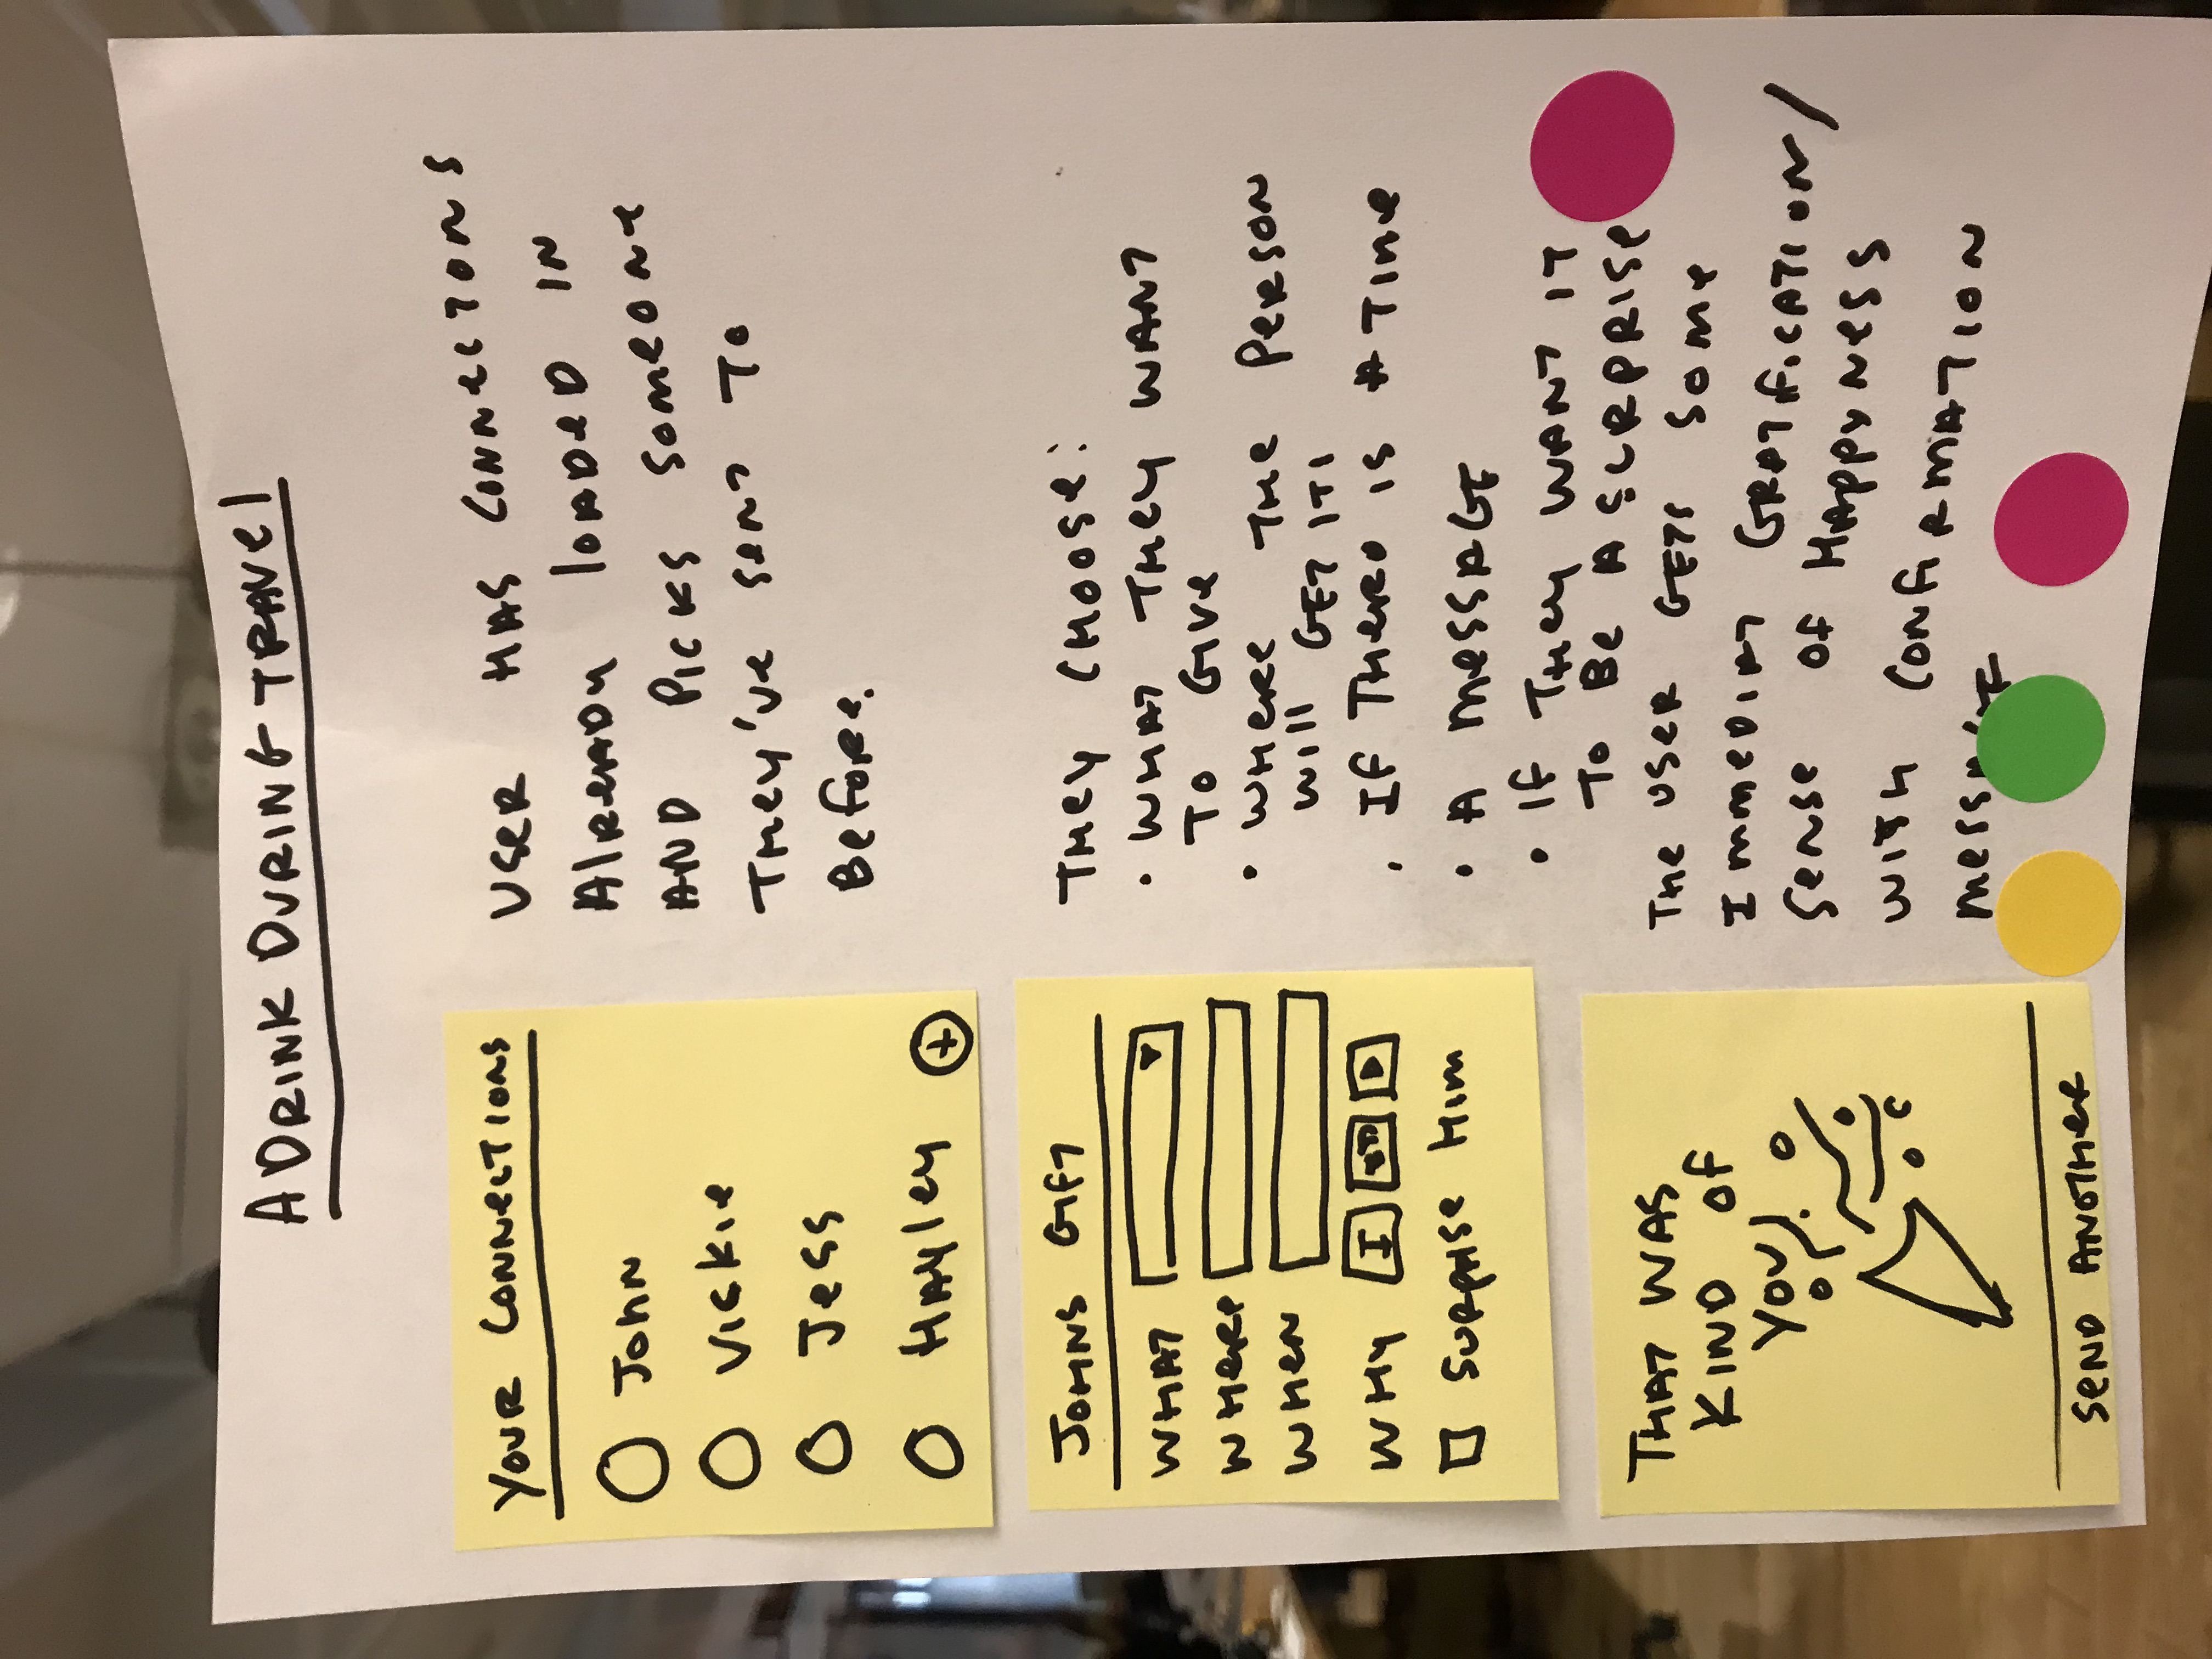 A DRINK DURING TRAVEL
YOUR CONNECTIONS
John
Vickie
Jess
Hayley
+
USER HAS CONNECTONS
Already loaded IN
AND PICKS someone
They've sent TO
Before.
JOHNS GIFT
WHAT
WHERE
WHEN
WHY I
SURPRISE HIM
THEY CHOOSE:
• WHAT THEY WANT
TO GIVE
• WHERE THE PERSON
Will GET IT!
• IF THERE IS A TIME
• A MESSAGE
• IF THEY WANT IT
TO BE A SURPRISE
THAT WAS
KIND OF
YOU!
SEND ANOTHER
THE USER GETS SOME
IMMEDIAT GRATIFICATION/
SENSE OF HAPPYNESS
WITH CONFIRMATION
MESSAGE